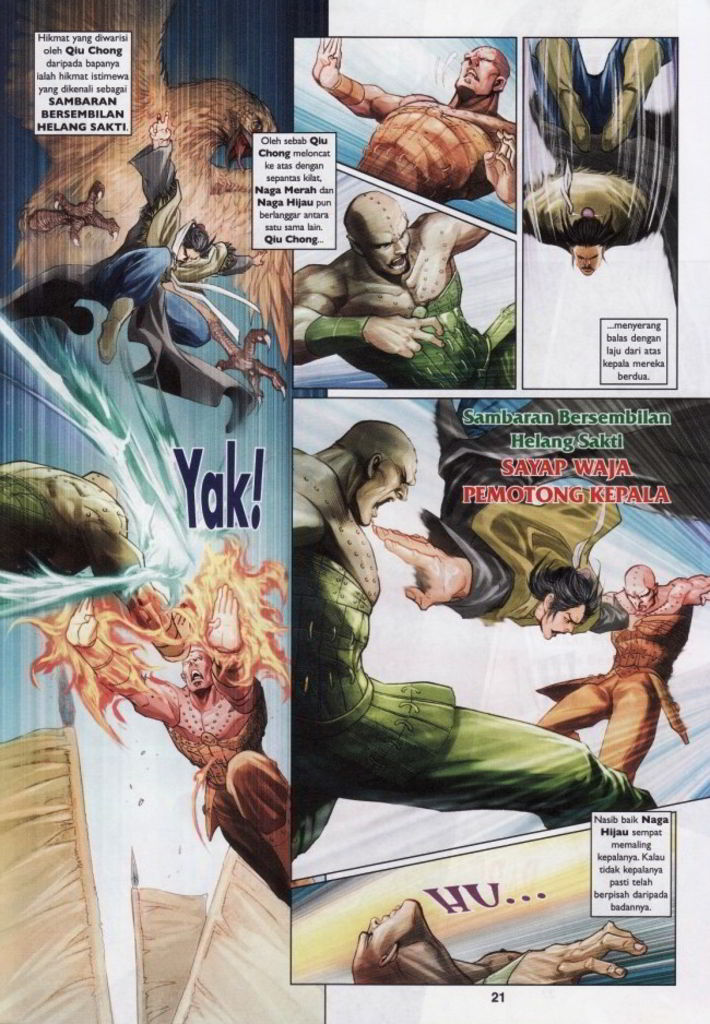 Hikmat yang diwarisi
oleh Qiu Chong
daripada bapanya
ialah hikmat istimewa
yang dikenali sebagai
SAMBARAN
BERSEMBILAN
HELANG SAKTI.
Oleh sebab Qiu
Chong meloncat
ke atas dengan
sepantas kilat,
Naga Merah dan
Naga Hijau pun
berlanggar antara
satu sama lain.
Qiu Chong...
...menyerang
balas dengan
laju dari atas
kepala mereka
berdua.
Yak!
Sambaran Bersembilan
Helang Sakti
SAYAP WAJA
PEMOTONG KEPALA
Nasib baik Naga
Hijau sempat
memaling
kepalanya. Kalau
tidak kepalanya
pasti telah
berpisah daripada
badannya.
HU...
21